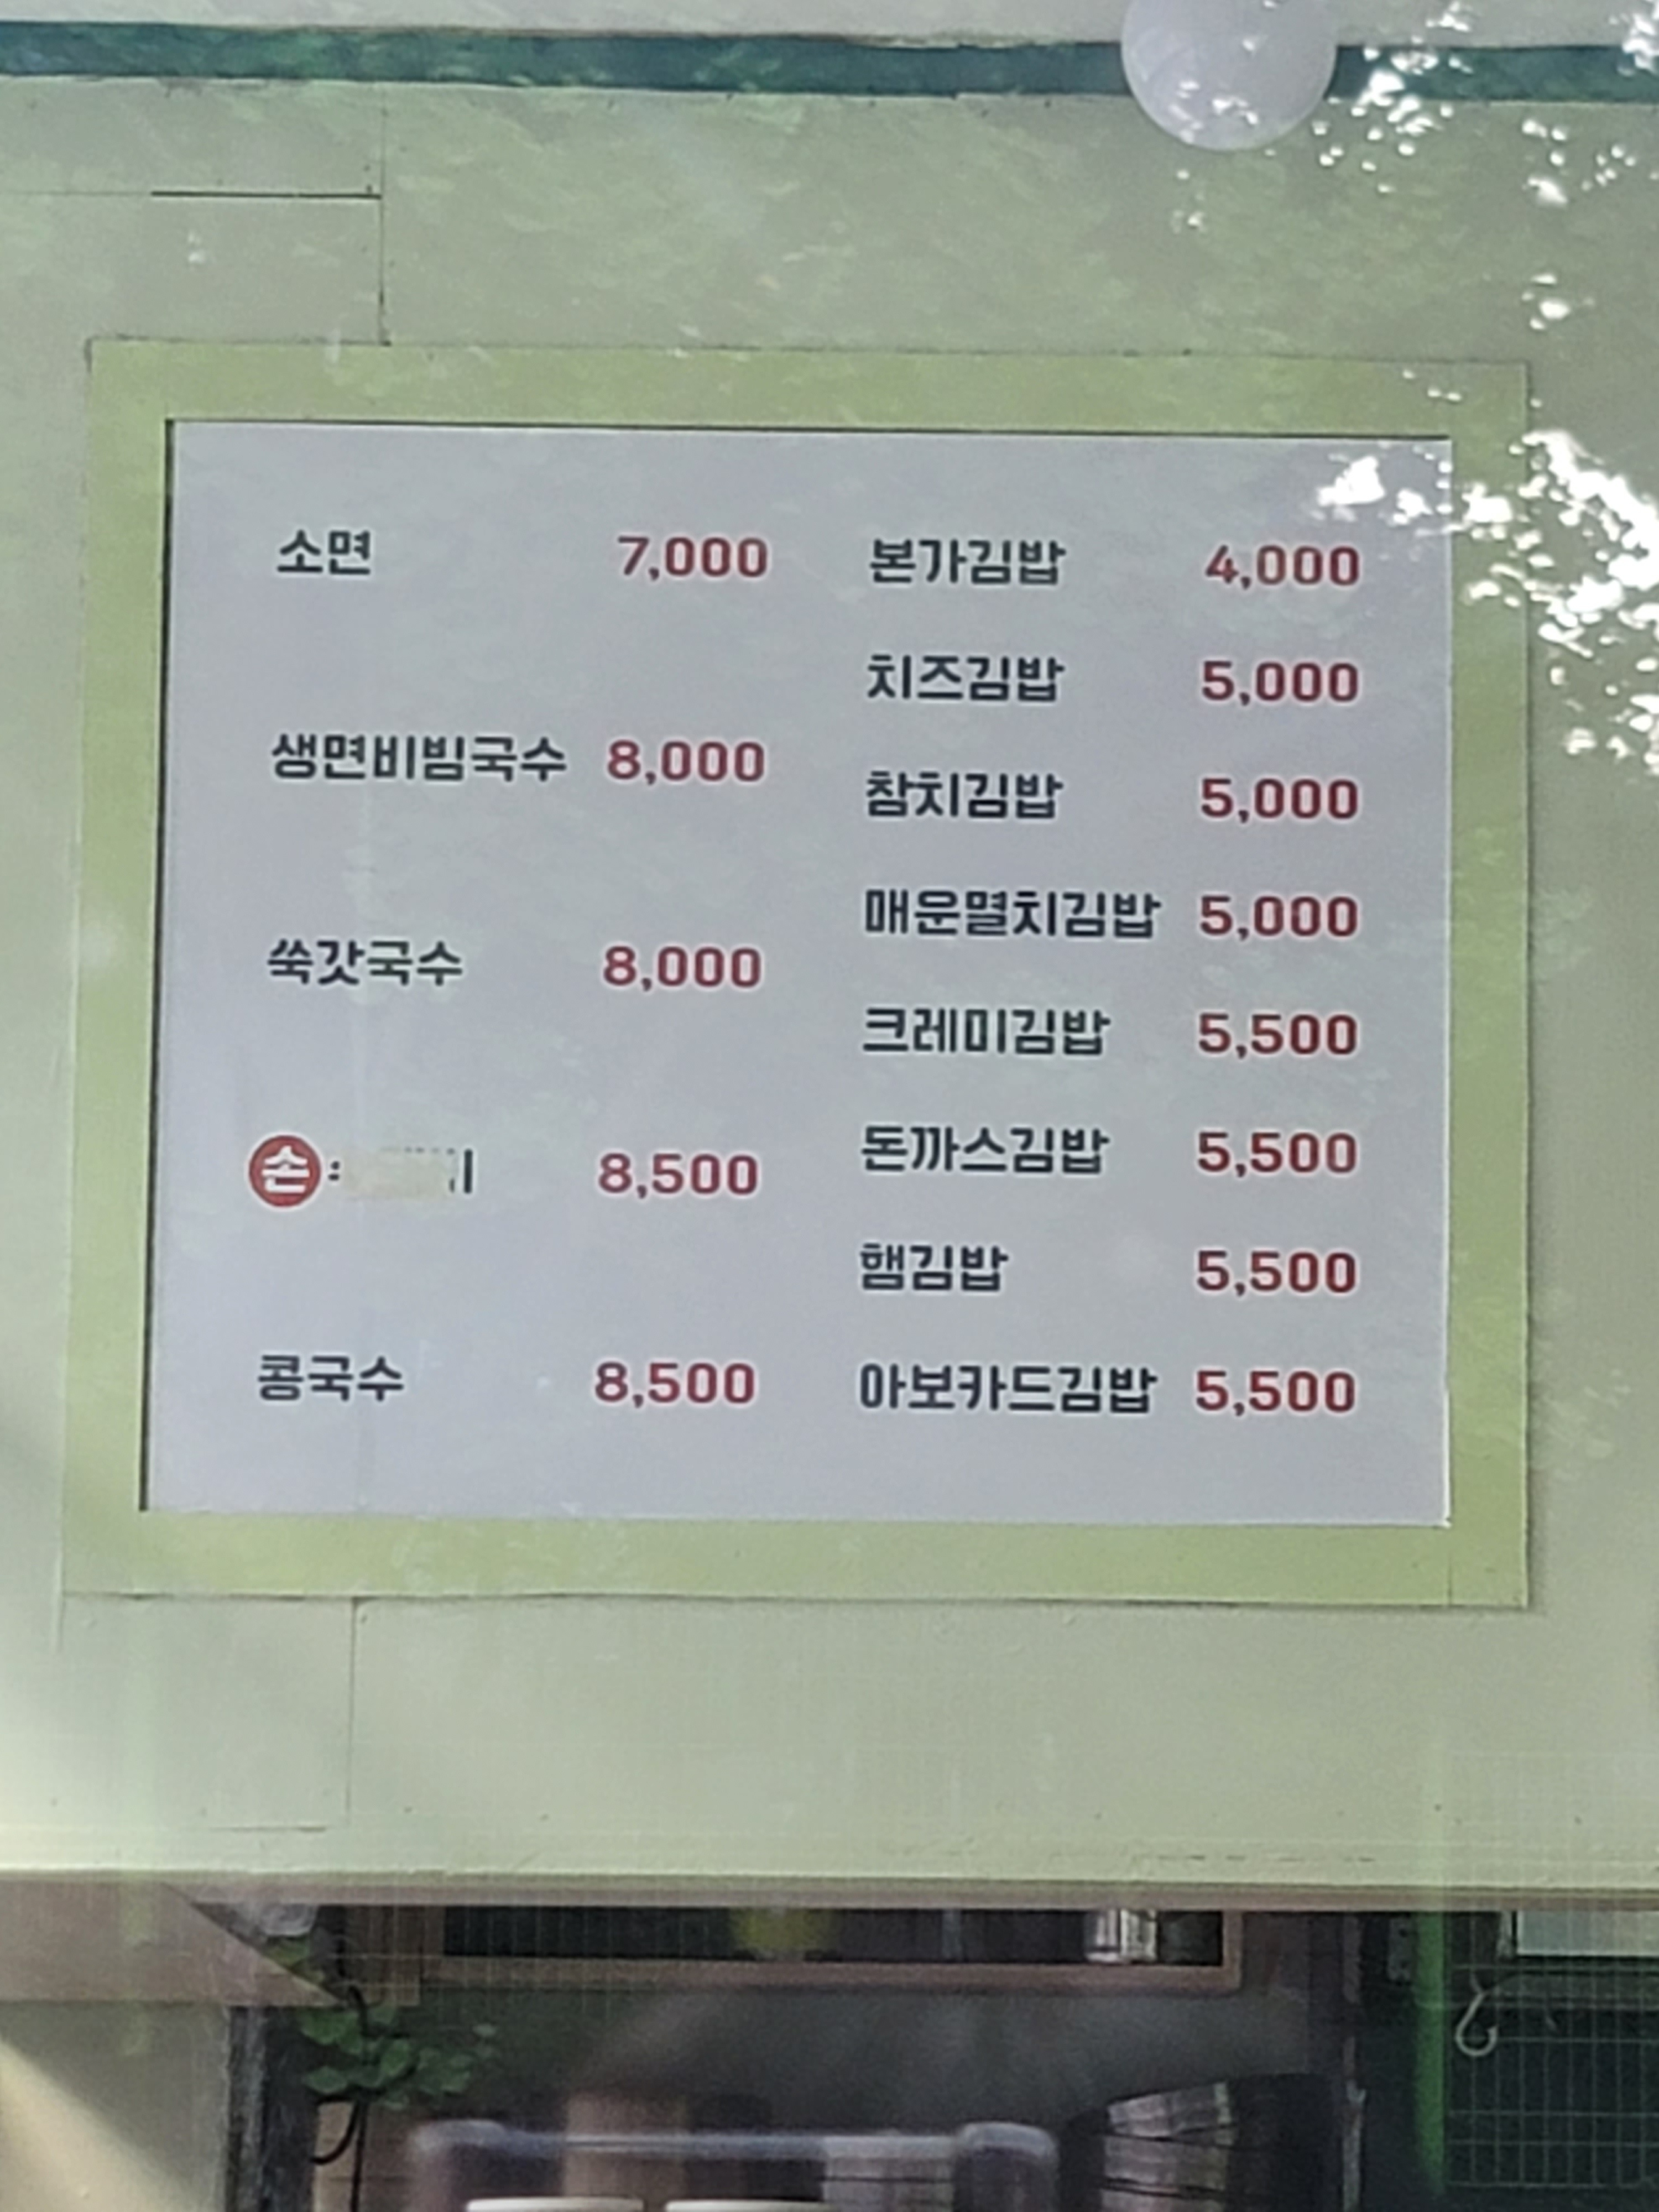 소면 7,000
생면비빔국수 8,000
쑥갓국수 8,000
손 8,500
콩국수 8,500
본가김밥 4,000
치즈김밥 5,000
참치김밥 5,000
매운멸치김밥 5,000
크레미김밥 5,500
돈까스김밥 5,500
햄김밥 5,500
아보카드김밥 5,500